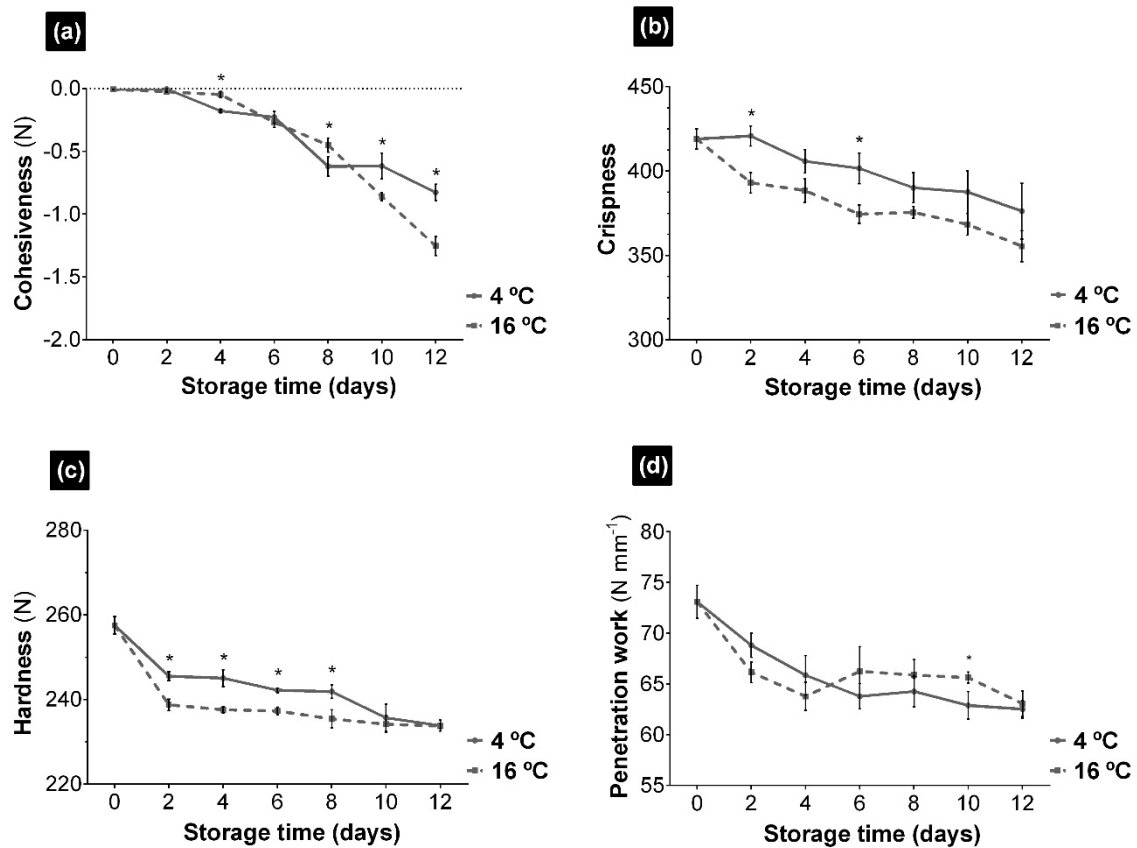 (a)
*
*
*
*
0.0
-0.5
-1.0
-1.5
-2.0
Cohesiveness (N)
0 2 4 6 8 10 12
Storage time (days)
4 ºC
16 ºC
(b)
*
*
450
400
350
300
Crispness
0 2 4 6 8 10 12
Storage time (days)
4 ºC
16 ºC
(c)
* * * *
280
260
240
220
Hardness (N)
0 2 4 6 8 10 12
Storage time (days)
4 ºC
16 ºC
(d)
*
80
75
70
65
60
55
Penetration work (N mm⁻¹)
0 2 4 6 8 10 12
Storage time (days)
4 ºC
16 ºC